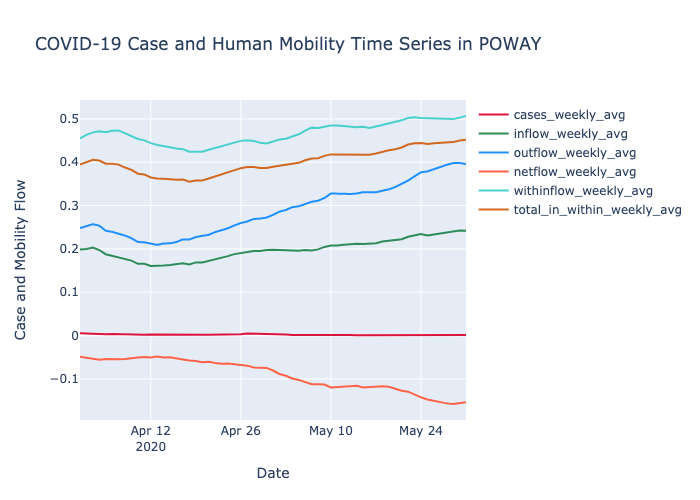 COVID-19 Case and Human Mobility Time Series in POWAY
cases_weekly_avg
inflow_weekly_avg
outflow_weekly_avg
netflow_weekly_avg
withinflow_weekly_avg
total_in_within_weekly_avg
Case and Mobility Flow
0.5
0.4
0.3
0.2
0.1
0
−0.1
Apr 12
2020
Apr 26
May 10
May 24
Date